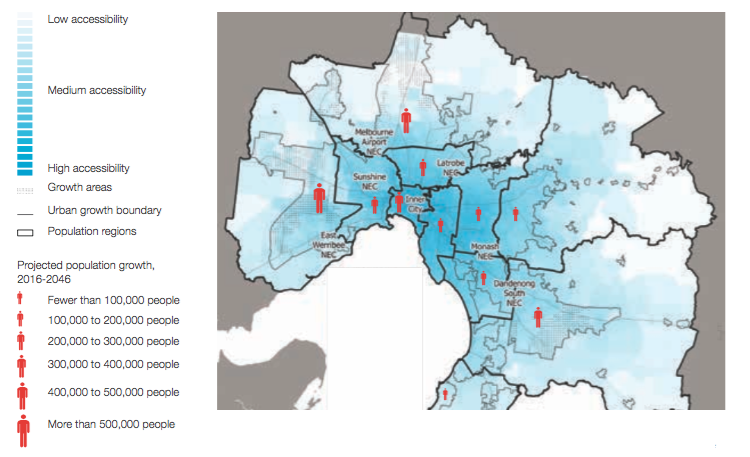 Low accessibility
Medium accessibility
High accessibility
Growth areas
Urban growth boundary
Population regions
Projected population growth,
2016-2046
Fewer than 100,000 people
100,000 to 200,000 people
200,000 to 300,000 people
300,000 to 400,000 people
400,000 to 500,000 people
More than 500,000 people
Melbourne
Airport
NEC
Latrobe
NEC
Sunshine
NEC
Inner
City
East
Werribee
NEC
Monash
NEC
Dandenong
South
NEC